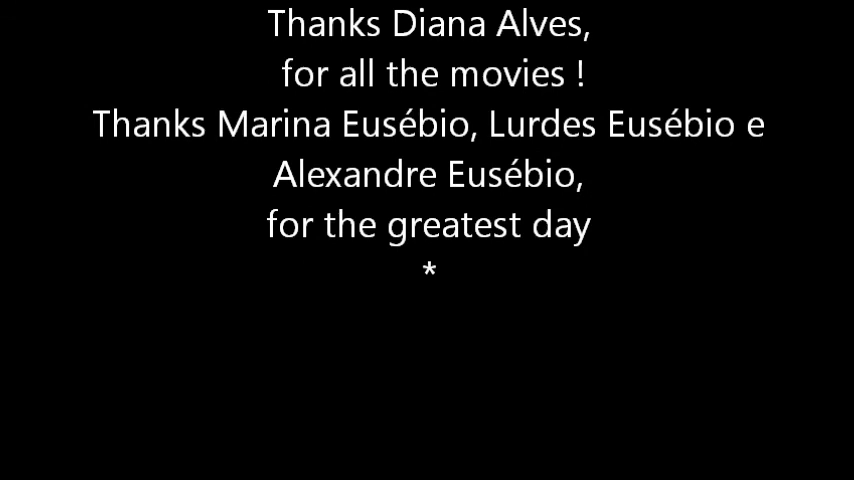 Thanks Diana Alves,
for all the movies !
Thanks Marina Eusébio, Lurdes Eusébio e
Alexandre Eusébio,
for the greatest day
*